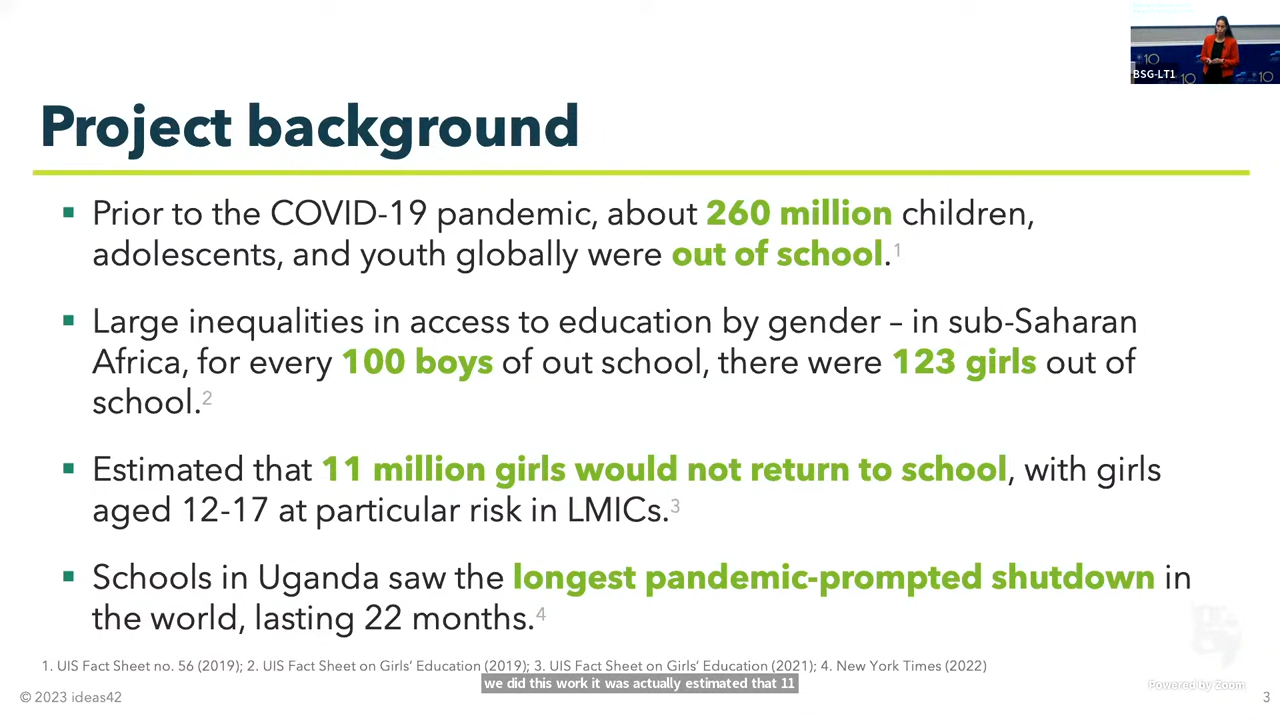 BSG-LT1
10
10
10
Project background
▪ Prior to the COVID-19 pandemic, about 260 million children,
adolescents, and youth globally were out of school.1
▪ Large inequalities in access to education by gender – in sub-Saharan
Africa, for every 100 boys of out school, there were 123 girls out of
school.2
▪ Estimated that 11 million girls would not return to school, with girls
aged 12-17 at particular risk in LMICs.3
▪ Schools in Uganda saw the longest pandemic-prompted shutdown in
the world, lasting 22 months.4
1. UIS Fact Sheet no. 56 (2019); 2. UIS Fact Sheet on Girls’ Education (2019); 3. UIS Fact Sheet on Girls’ Education (2021); 4. New York Times (2022)
we did this work it was actually estimated that 11
Powered by Zoom
© 2023 ideas42
3